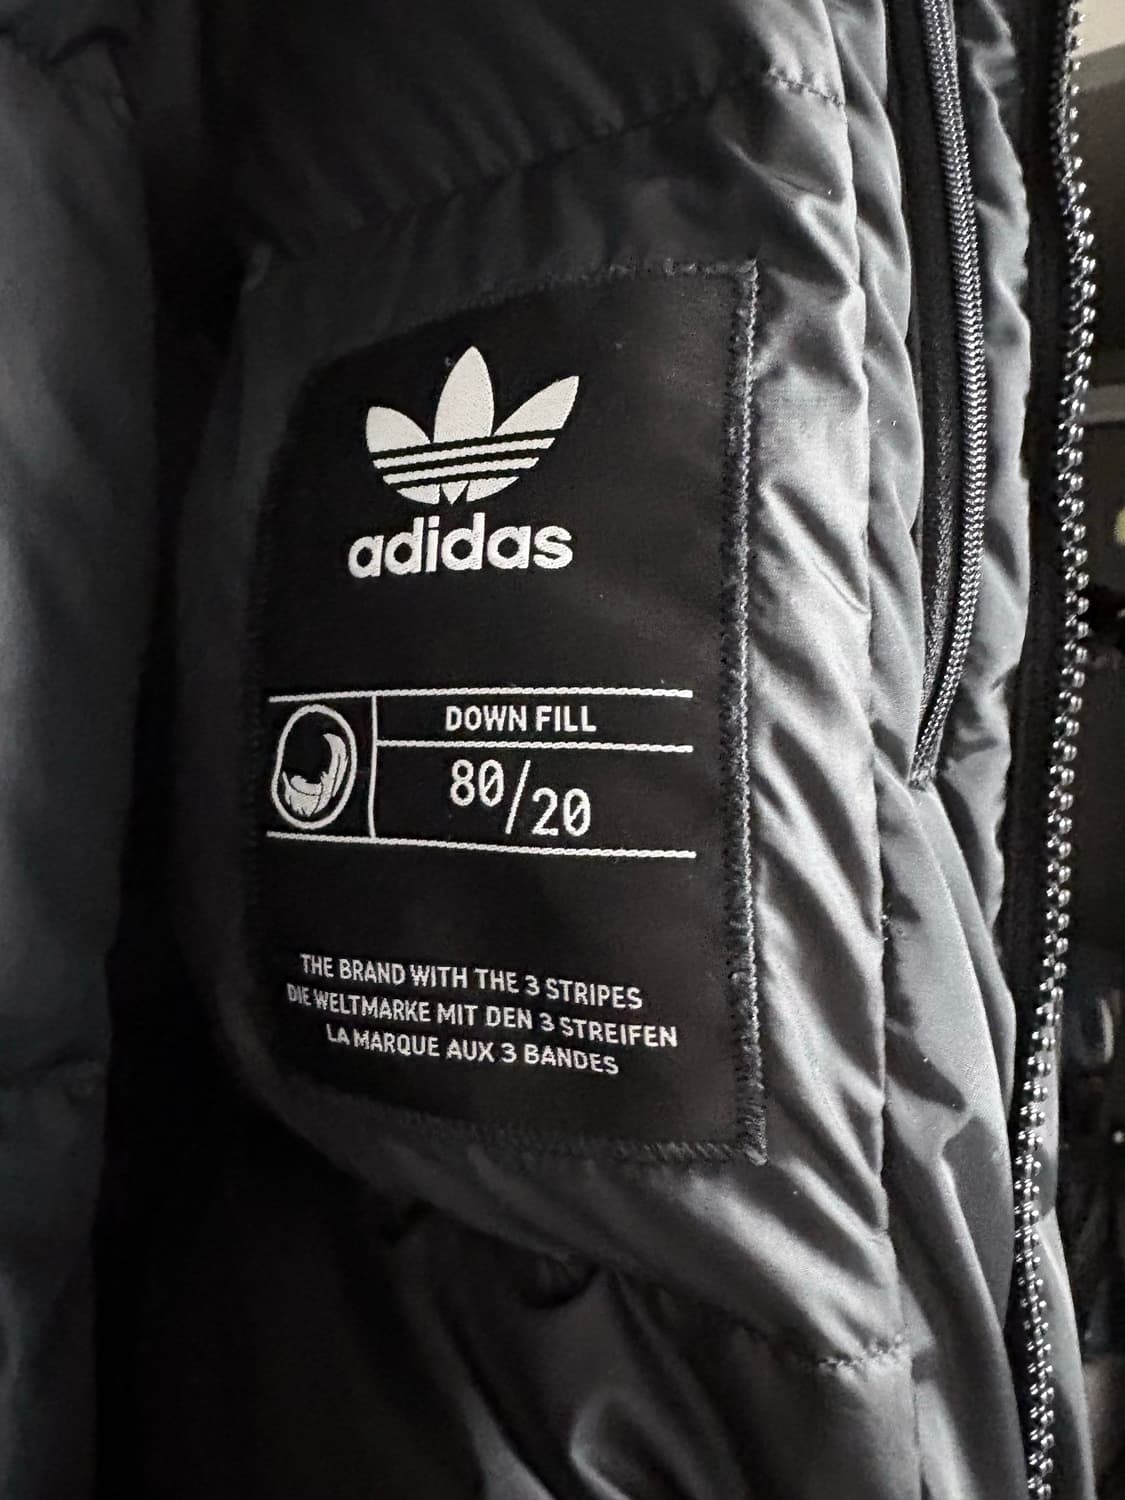 adidas
DOWN FILL
80/20
THE BRAND WITH THE 3 STRIPES
DIE WELTMARKE MIT DEN 3 STREIFEN
LA MARQUE AUX 3 BANDES